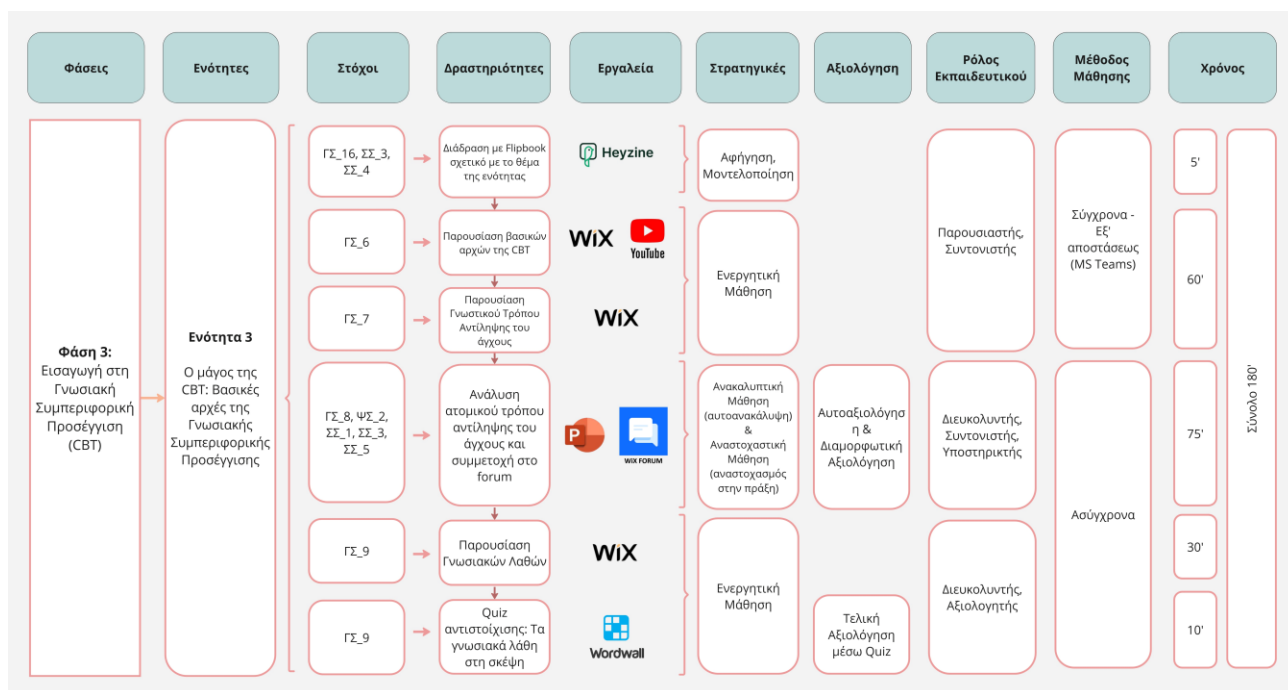 Φάσεις
Ενότητες
Στόχοι
Δραστηριότητες
Εργαλεία
Στρατηγικές
Αξιολόγηση
Ρόλος
Εκπαιδευτικού
Μέθοδος
Μάθησης
Χρόνος
Φάση 3:
Εισαγωγή στη
Γνωσιακή
Συμπεριφορική
Προσέγγιση
(CBT)
Ενότητα 3
Ο μάγος της
CBT: Βασικές
αρχές της
Γνωσιακής
Συμπεριφορικής
Προσέγγισης
ΓΣ_16, ΣΣ_3,
ΣΣ_4
Διάδραση με Flipbook
σχετικό με το θέμα
της ενότητας
Heyzine
Αφήγηση,
Μοντελοποίηση
5'
ΓΣ_6
Παρουσίαση βασικών
αρχών της CBT
WiX
YouTube
Ενεργητική
Μάθηση
Παρουσιαστής,
Συντονιστής
Σύγχρονα -
Εξ'
αποστάσεως
(MS Teams)
60'
ΓΣ_7
Παρουσίαση
Γνωστικού Τρόπου
Αντίληψης του
άγχους
WiX
ΓΣ_8, ΨΣ_2,
ΣΣ_1, ΣΣ_3,
ΣΣ_5
Ανάλυση
ατομικού τρόπου
αντίληψης του
άγχους και
συμμετοχή στο
forum
P
WIX FORUM
Ανακαλυπτική
Μάθηση
(αυτοανακάλυψη)
&
Αναστοχαστική
Μάθηση
(αναστοχασμός
στην πράξη)
Αυτοαξιολόγησ
η &
Διαμορφωτική
Αξιολόγηση
Διευκολυντής,
Συντονιστής,
Υποστηρικτής
75'
Σύνολο 180'
Ασύγχρονα
ΓΣ_9
Παρουσίαση
Γνωσιακών Λαθών
WiX
Ενεργητική
Μάθηση
Διευκολυντής,
Αξιολογητής
30'
ΓΣ_9
Quiz
αντιστοίχισης: Τα
γνωσιακά λάθη
στη σκέψη
Wordwall
Τελική
Αξιολόγηση
μέσω Quiz
10'